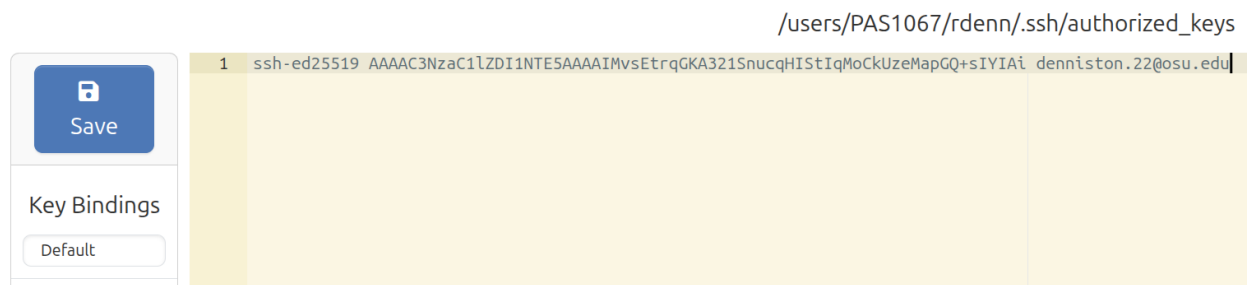 /users/PAS1067/rdenn/.ssh/authorized_keys
Save
Key Bindings
Default
1 ssh-ed25519 AAAAC3NzaC1lZDI1NTE5AAAAIMvsEtrqGKA321SnucqHIStIqMoCkUzeMapGQ+sIYIAi denniston.22@osu.edu